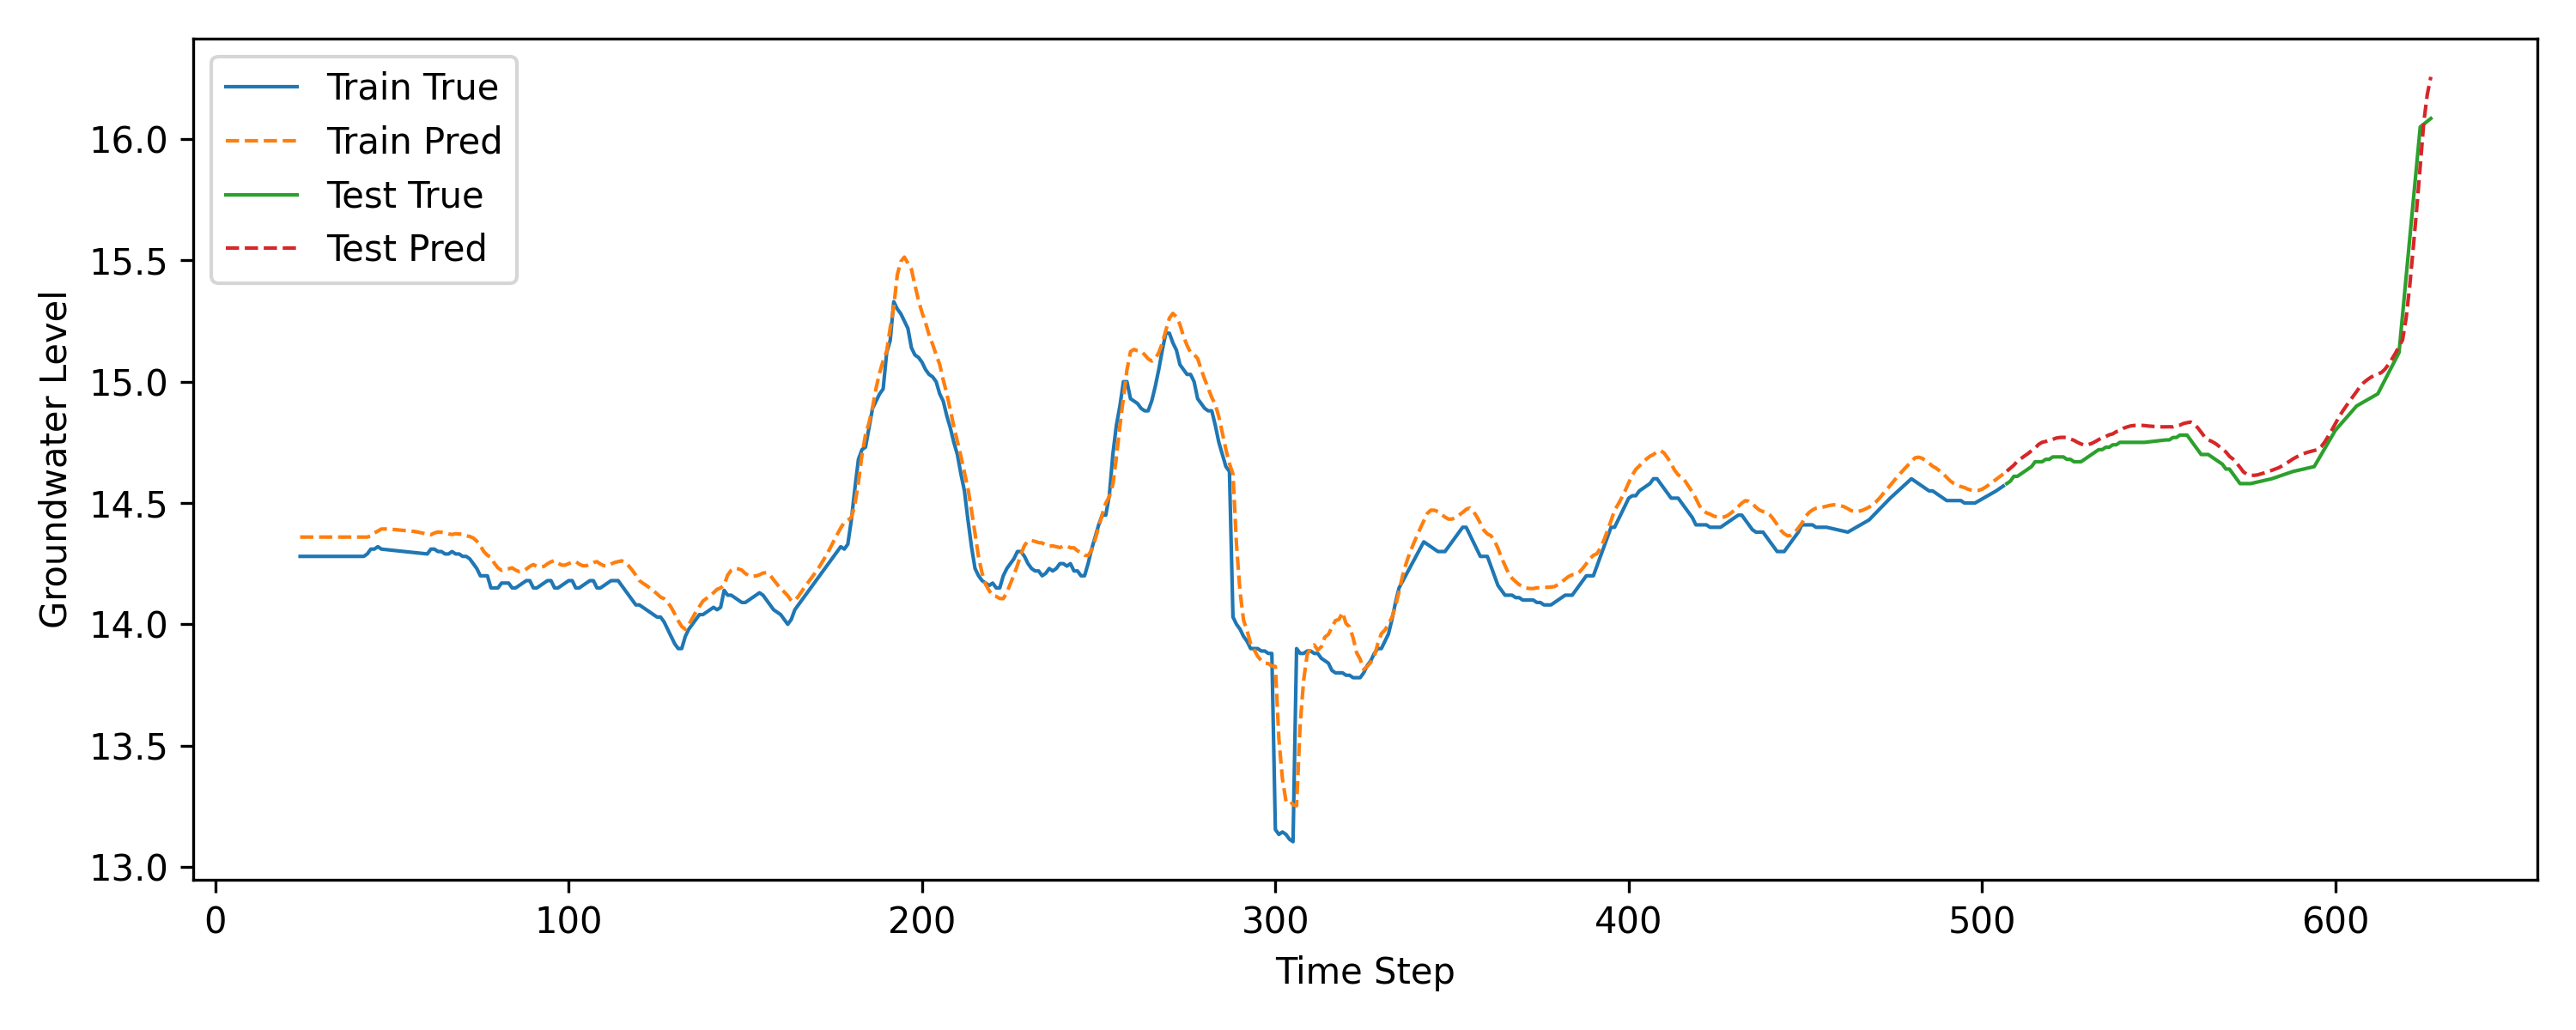 Train True
Train Pred
Test True
Test Pred
Groundwater Level
16.0
15.5
15.0
14.5
14.0
13.5
13.0
0 100 200 300 400 500 600
Time Step